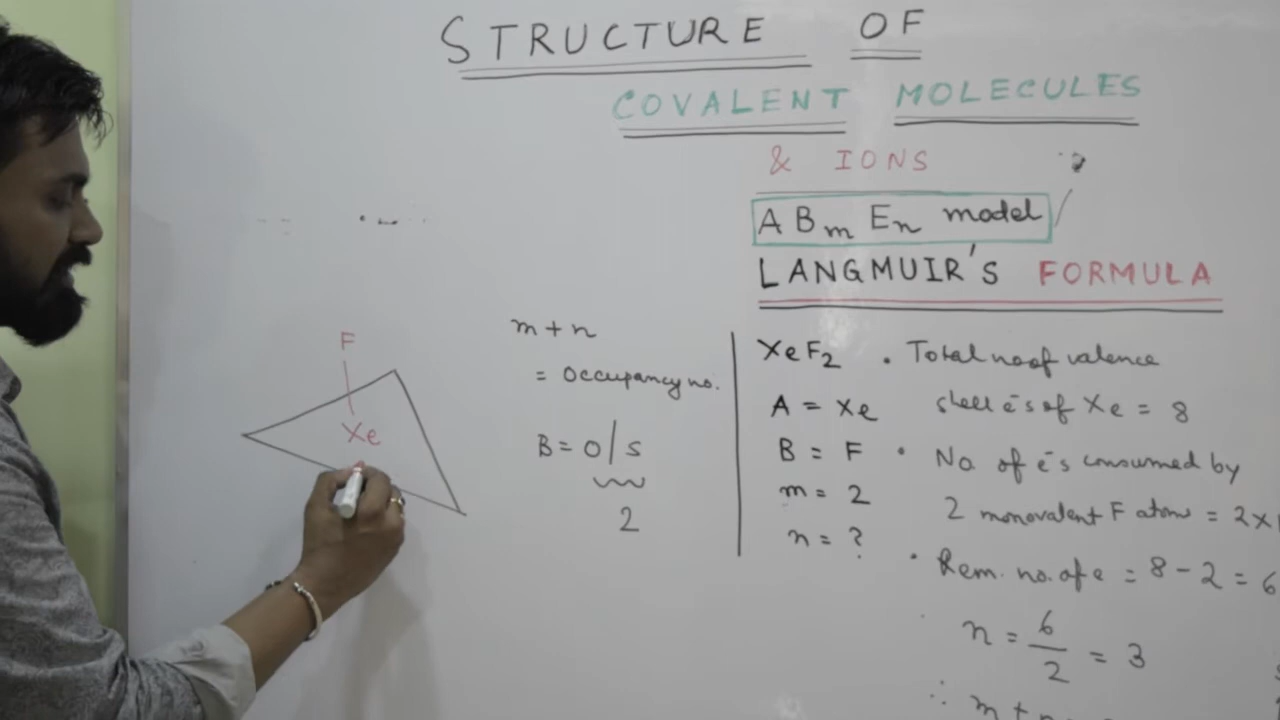 STRUCTURE OF
COVALENT MOLECULES
& IONS
A Bm En model
LANGMUIR'S FORMULA
F
Xe
m + n
= Occupancy no.
B = O/S
2
XeF2
A = Xe
B = F
m = 2
n = ?
• Total no of valence
shell e's of Xe = 8
• No. of e's consumed by
2 monovalent F atoms = 2 x
• Rem. no. of e = 8 - 2 = 6
n = 6/2 = 3
∴ m +